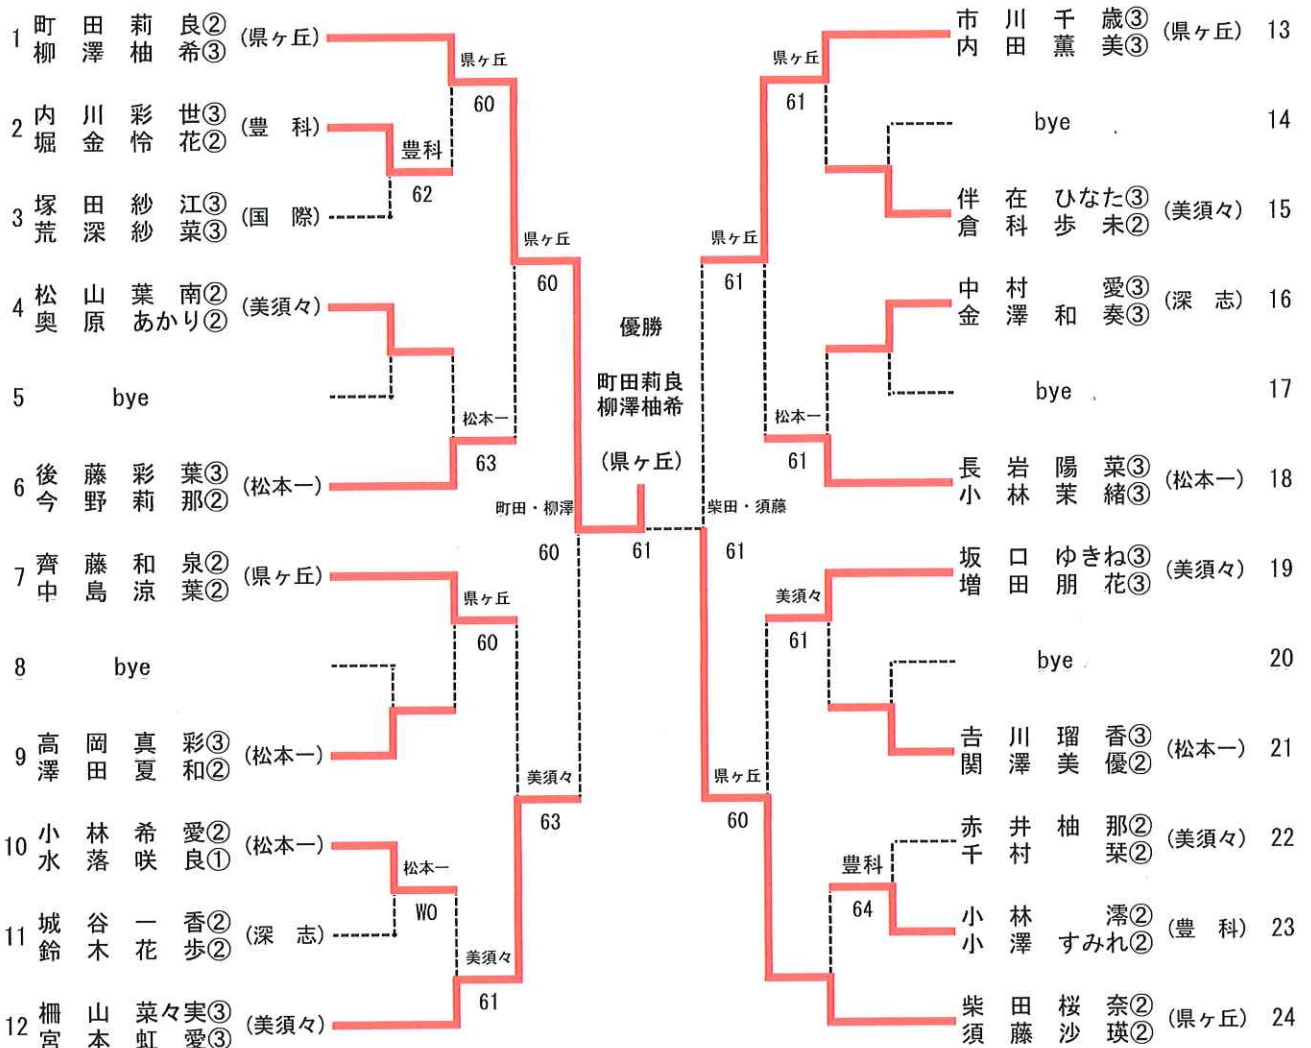 1 町田莉良② (県ヶ丘)
柳澤柚希③
2 内川彩世③ (豊科)
堀金怜花②
3 塚田紗江③ (国際)
荒深紗菜③
4 松山葉南② (美須々)
奥原あかり②
5 bye
6 後藤彩葉③ (松本一)
今野莉那②
7 齊藤和泉② (県ヶ丘)
中島涼葉②
8 bye
9 高岡真彩③ (松本一)
澤田夏和②
10 小林希愛② (松本一)
水落咲良①
11 城谷一香② (深志)
鈴木花歩②
12 柵山菜々実③ (美須々)
宮本虹愛③
豊科
62
松本一
WO
県ヶ丘
60
松本一
63
県ヶ丘
60
美須々
61
県ヶ丘
60
美須々
63
町田・柳澤
60
優勝
町田莉良
柳澤柚希
(県ヶ丘)
61
柴田・須藤
61
県ヶ丘
61
県ヶ丘
60
県ヶ丘
61
松本一
61
美須々
61
豊科
64
市川千歳③ (県ヶ丘) 13
内田薫美③
bye 14
伴在ひなた③ (美須々) 15
倉科歩未②
中村愛③ (深志) 16
金澤和奏③
bye 17
長岩陽菜③ (松本一) 18
小林茉緒③
坂口ゆきね③ (美須々) 19
増田朋花③
bye 20
吉川瑠香③ (松本一) 21
関澤美優②
赤井柚那② (美須々) 22
千村栞②
小林澪② (豊科) 23
小澤すみれ②
柴田桜奈② (県ヶ丘) 24
須藤沙瑛②